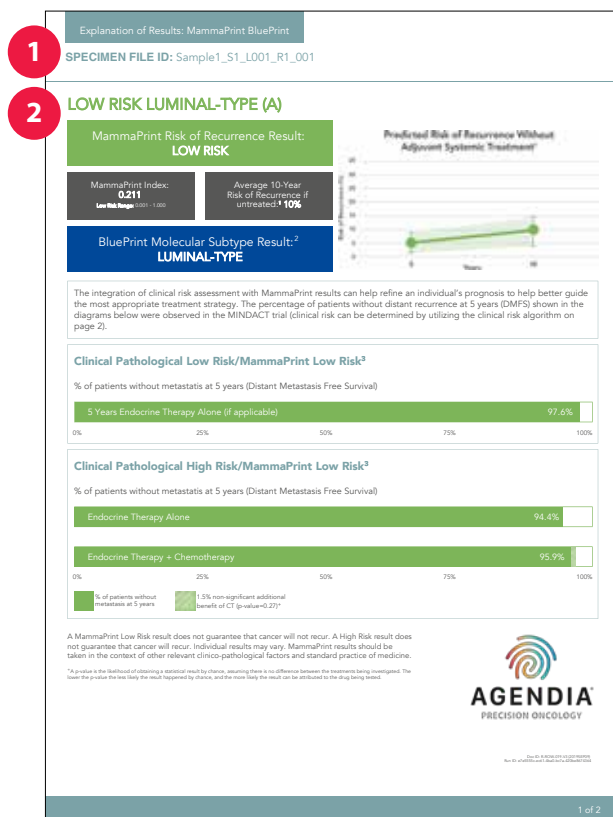 1
Explanation of Results: MammaPrint BluePrint
SPECIMEN FILE ID: Sample1_S1_L001_R1_001
2
LOW RISK LUMINAL-TYPE (A)
MammaPrint Risk of Recurrence Result:
LOW RISK
MammaPrint Index:
0.211
Low Risk Range: 0.001 - 1.000
Average 10-Year
Risk of Recurrence if
untreated:¹ 10%
BluePrint Molecular Subtype Result:²
LUMINAL-TYPE
Predicted Risk of Recurrence Without
Adjuvant Systemic Treatment¹
Risk of Recurrence (%)
5
10
Years
The integration of clinical risk assessment with MammaPrint results can help refine an individual's prognosis to help better guide
the most appropriate treatment strategy. The percentage of patients without distant recurrence at 5 years (DMFS) shown in the
diagrams below were observed in the MINDACT trial (clinical risk can be determined by utilizing the clinical risk algorithm on
page 2).
Clinical Pathological Low Risk/MammaPrint Low Risk³
% of patients without metastatis at 5 years (Distant Metastasis Free Survival)
5 Years Endocrine Therapy Alone (if applicable) 97.6%
0% 25% 50% 75% 100%
Clinical Pathological High Risk/MammaPrint Low Risk³
% of patients without metastatis at 5 years (Distant Metastasis Free Survival)
Endocrine Therapy Alone 94.4%
Endocrine Therapy + Chemotherapy 95.9%
0% 25% 50% 75% 100%
% of patients without
metastasis at 5 years
1.5% non-significant additional
benefit of CT (p-value=0.27)*
A MammaPrint Low Risk result does not guarantee that cancer will not recur. A High Risk result does
not guarantee that cancer will recur. Individual results may vary. MammaPrint results should be
taken in the context of other relevant clinico-pathological factors and standard practice of medicine.
*A p-value is the likelihood of obtaining a statistical result by chance, assuming there is no difference between the treatments being investigated. The
lower the p-value the less likely the result happened by chance, and the more likely the result can be attributed to the drug being tested.
AGENDIA
PRECISION ONCOLOGY
1 of 2